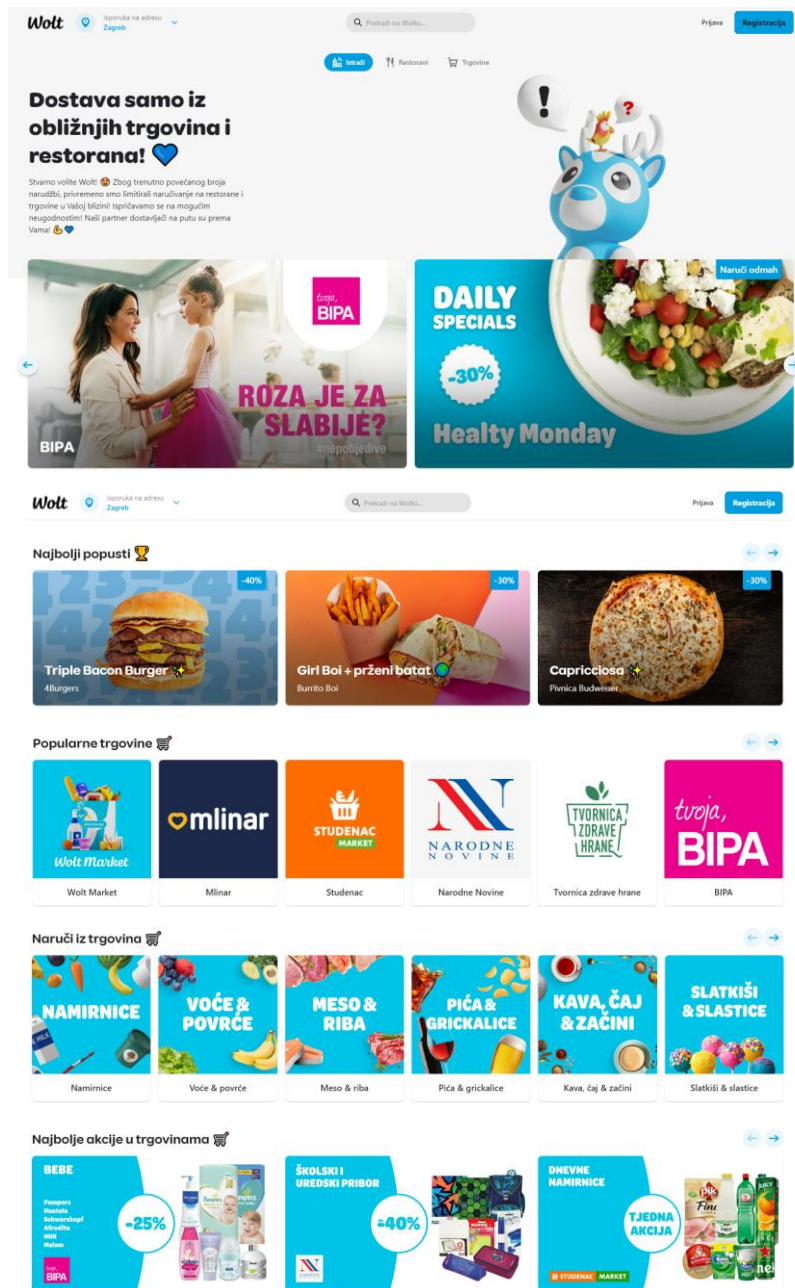 Wolt
Isporuka na adresu
Zagreb
Pretraži na Woltu...
Prijava
Registracija
Istraži
Restorani
Trgovine
Dostava samo iz
obližnjih trgovina i
restorana! 💙
Stvarno volite Wolt! Zbog trenutno povećanog broja
narudžbi, privremeno smo limitirali naručivanje na restorane i
trgovine u Vašoj blizini! Ispričavamo se na mogućim
neugodnostim! Naši partner dostavljači na putu su prema
Vama! 💪💙
!
?
tvoja,
BIPA
ROZA JE ZA
SLABIJE?
#nepobjedive
BIPA
Naruči odmah
DAILY
SPECIALS
-30%
Healty Monday
Wolt
Isporuka na adresu
Zagreb
Pretraži na Woltu...
Prijava
Registracija
Najbolji popusti 🏆
-40%
Triple Bacon Burger ✨
4Burgers
-30%
Girl Boi + prženi batat
Burrito Boi
-30%
Capricciosa ✨
Pivnica Budweiser
Popularne trgovine
Wolt Market
Wolt Market
mlinar
Mlinar
STUDENAC
MARKET
Studenac
NARODNE
NOVINE
Narodne Novine
TVORNICA
ZDRAVE
HRANE
Tvornica zdrave hrane
tvoja,
BIPA
BIPA
Naruči iz trgovina
NAMIRNICE
Namirnice
VOĆE &
POVRĆE
Voće & povrće
MESO &
RIBA
Meso & riba
PIĆA &
GRICKALICE
Pića & grickalice
KAVA, ČAJ
& ZAČINI
Kava, čaj & začini
SLATKIŠI
& SLASTICE
Slatkiši & slastice
Najbolje akcije u trgovinama
BEBE
Pampers
Mustela
Schwarzkopf
Afrodita
NUK
Melem
tvoja,
BIPA
-25%
ŠKOLSKI I
UREDSKI PRIBOR
40%
DNEVNE
NAMIRNICE
TJEDNA
AKCIJA
STUDENAC MARKET